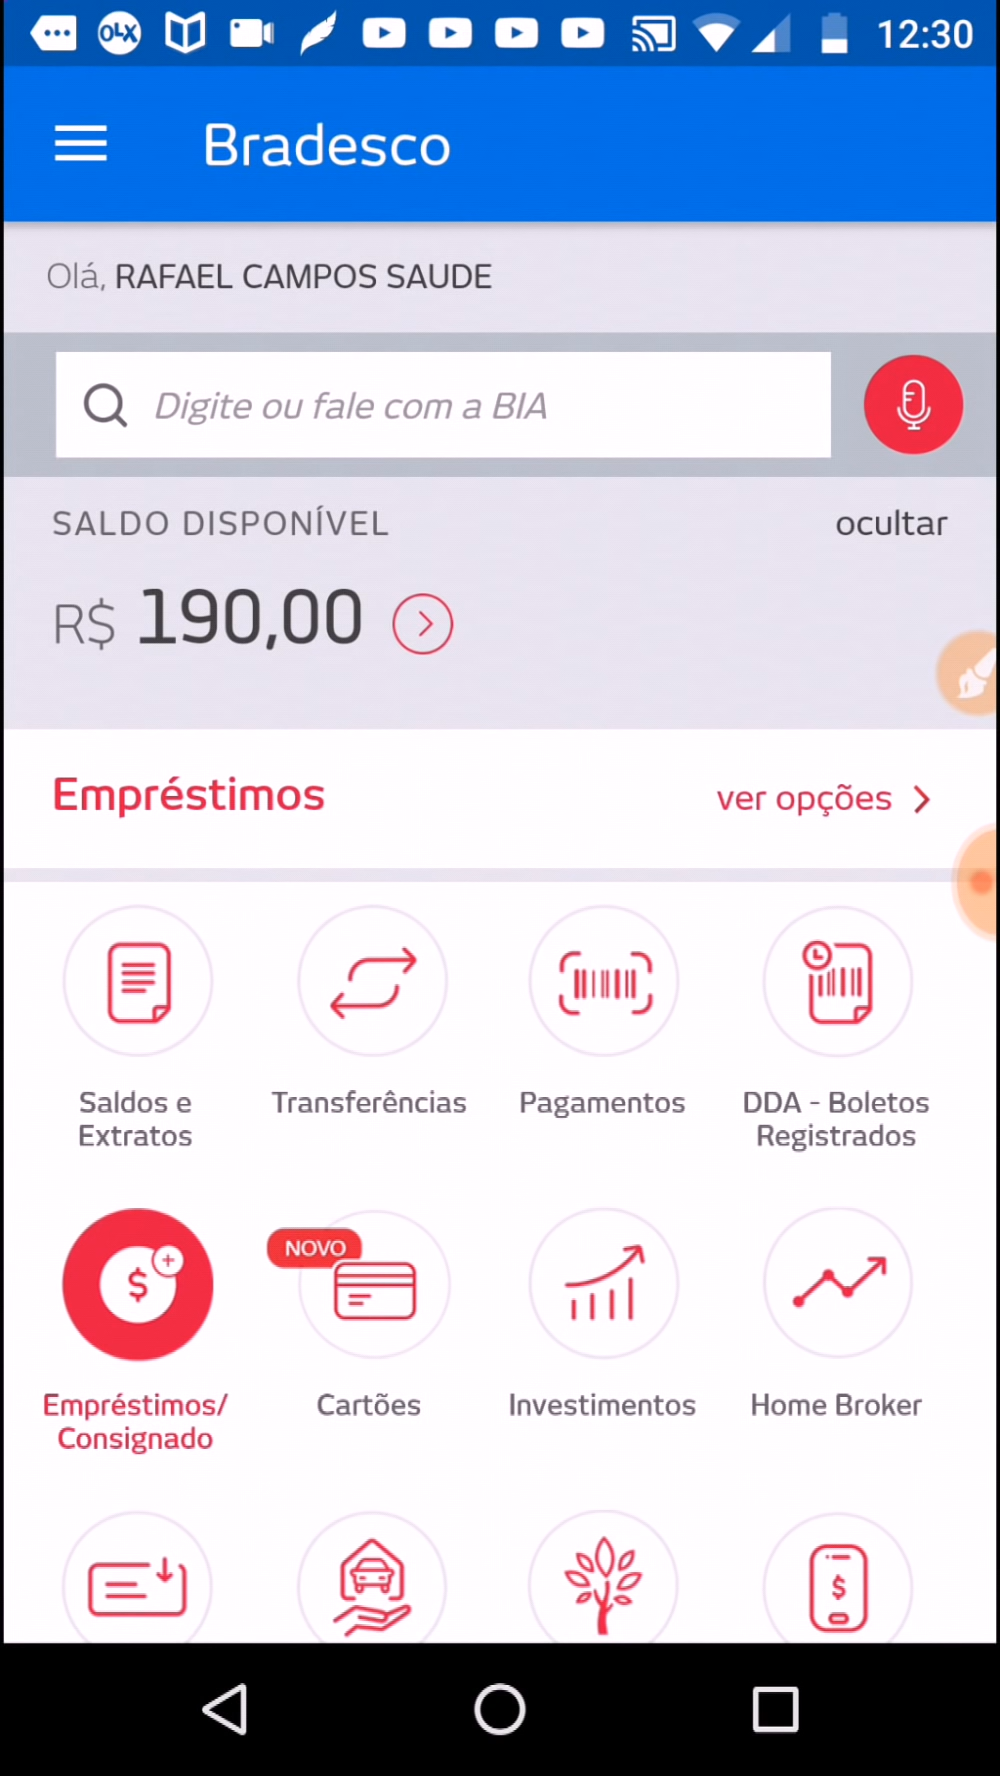 OLX
12:30
Bradesco
Olá, RAFAEL CAMPOS SAUDE
Digite ou fale com a BIA
SALDO DISPONÍVEL
ocultar
R$ 190,00
Empréstimos
ver opções
Saldos e
Extratos
Transferências
Pagamentos
DDA - Boletos
Registrados
NOVO
$
Empréstimos/
Consignado
Cartões
Investimentos
Home Broker
$